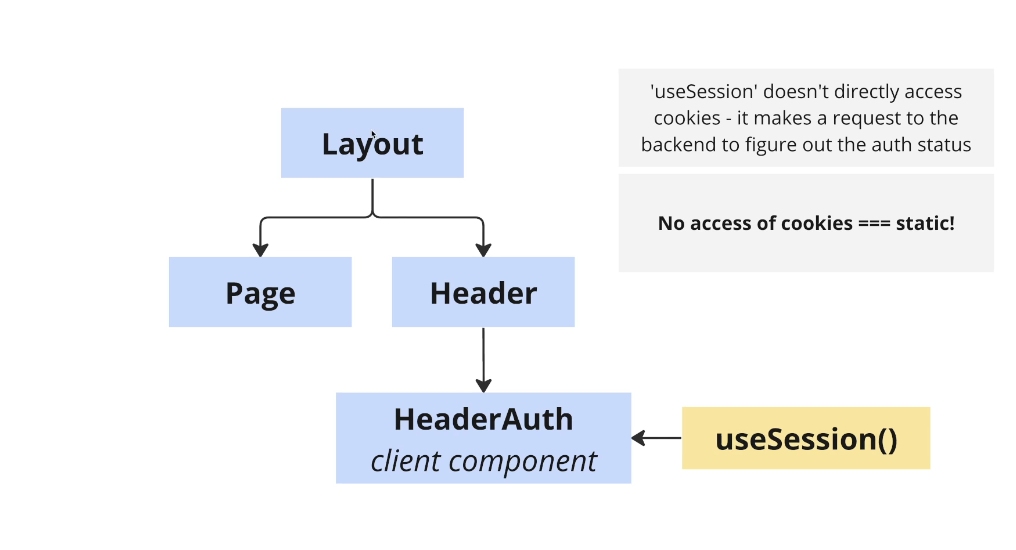 'useSession' doesn't directly access
cookies - it makes a request to the
backend to figure out the auth status
Layout
No access of cookies === static!
Page
Header
HeaderAuth
client component
useSession()